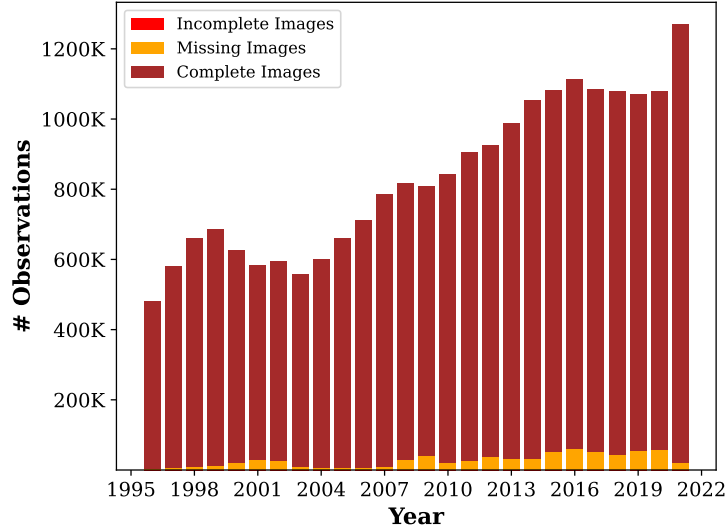 Incomplete Images
Missing Images
Complete Images
1200K
1000K
800K
600K
400K
200K
# Observations
1995 1998 2001 2004 2007 2010 2013 2016 2019 2022
Year